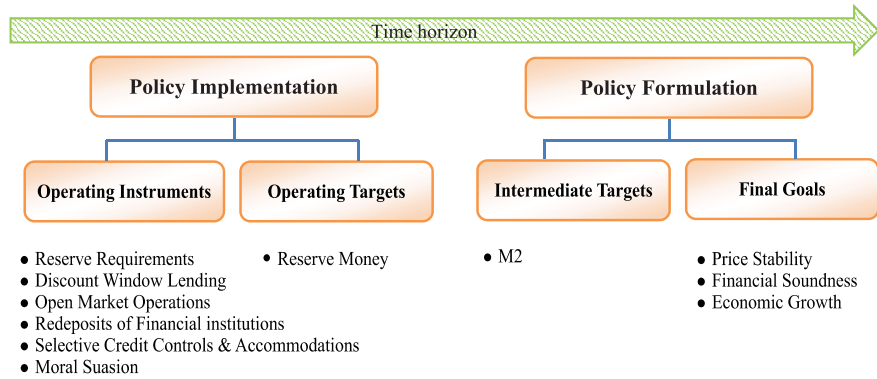 Time horizon
Policy Implementation
Policy Formulation
Operating Instruments
Operating Targets
Intermediate Targets
Final Goals
● Reserve Requirements
● Discount Window Lending
● Open Market Operations
● Redeposits of Financial institutions
● Selective Credit Controls & Accommodations
● Moral Suasion
● Reserve Money
● M2
● Price Stability
● Financial Soundness
● Economic Growth